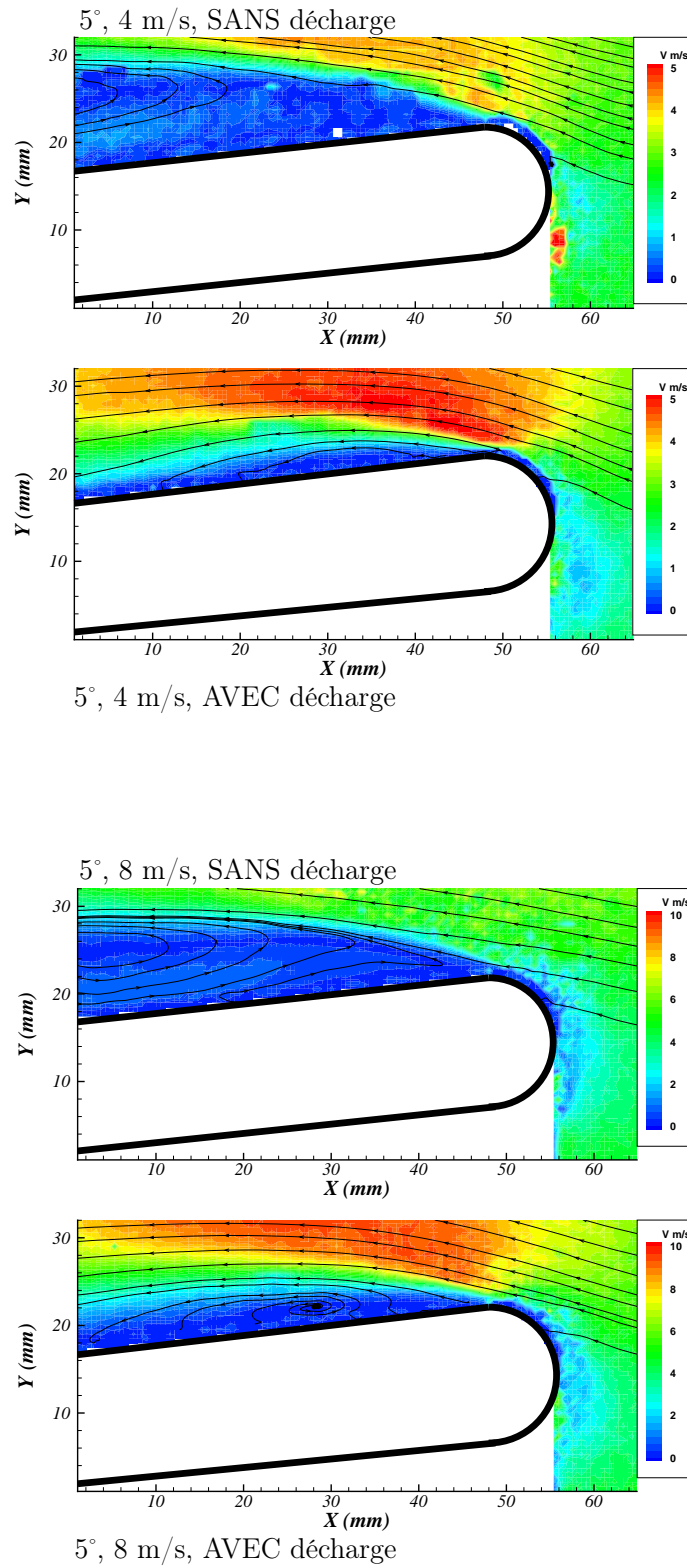 5°, 4 m/s, SANS décharge
V m/s
5
4
3
2
1
0
30
20
10
Y (mm)
10 20 30 40 50 60
X (mm)
V m/s
5
4
3
2
1
0
30
20
10
Y (mm)
10 20 30 40 50 60
X (mm)
5°, 4 m/s, AVEC décharge
5°, 8 m/s, SANS décharge
V m/s
10
8
6
4
2
0
30
20
10
Y (mm)
10 20 30 40 50 60
X (mm)
V m/s
10
8
6
4
2
0
30
20
10
Y (mm)
10 20 30 40 50 60
X (mm)
5°, 8 m/s, AVEC décharge